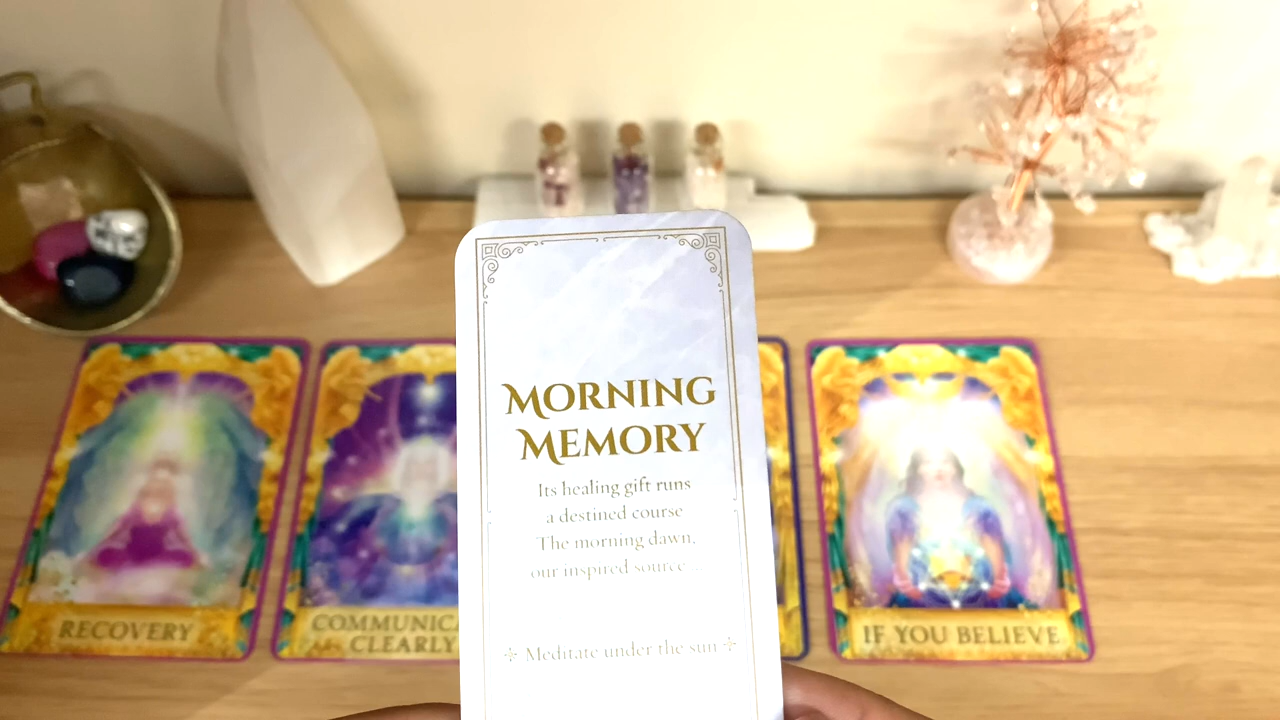 MORNING
MEMORY
Its healing gift runs
a destined course
The morning dawn,
our inspired source ...
Meditate under the sun
RECOVERY
CLEARLY
IF YOU BELIEVE